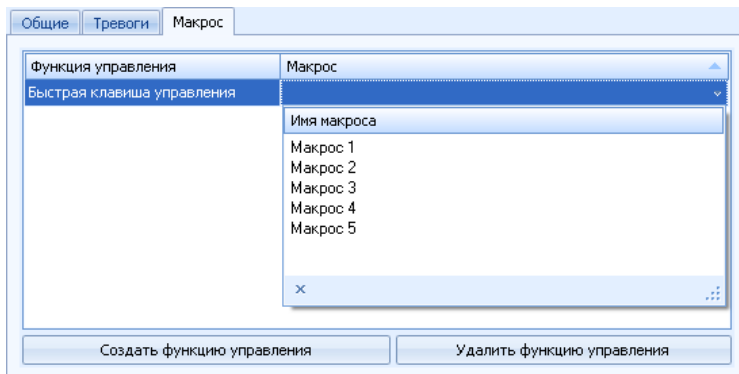 Общие Тревоги Макрос
Функция управления Макрос
Быстрая клавиша управления
Имя макроса
Макрос 1
Макрос 2
Макрос 3
Макрос 4
Макрос 5
Создать функцию управления Удалить функцию управления